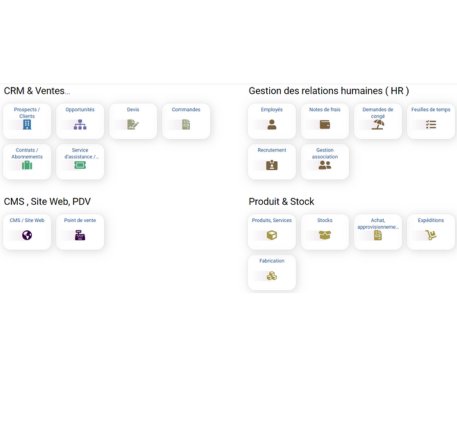 CRM & Ventes...
Prospects /
Clients
Opportunités
Devis
Commandes
Contrats /
Abonnements
Service
d'assistance /...
Gestion des relations humaines ( HR )
Employés
Notes de frais
Demandes de
congé
Feuilles de temps
Recrutement
Gestion
association
CMS , Site Web, PDV
CMS / Site Web
Point de vente
Produit & Stock
Produits, Services
Stocks
Achat,
approvisionneme...
Expéditions
Fabrication